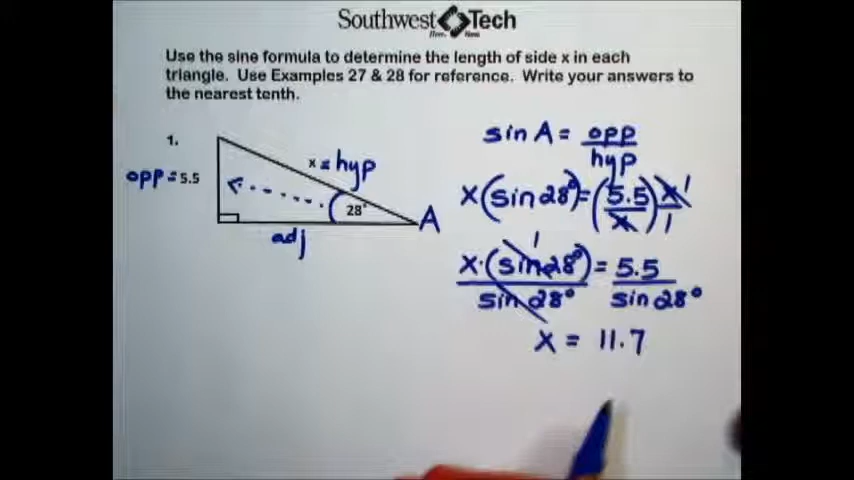 Southwest Tech
Use the sine formula to determine the length of side x in each
triangle. Use Examples 27 & 28 for reference. Write your answers to
the nearest tenth.
1.
opp = 5.5
x = hyp
28°
A
adj
sin A = opp / hyp
x (sin 28°) = (5.5 / x) x / 1 1
1
x · (sin 28°) / sin 28° = 5.5 / sin 28°
x = 11.7